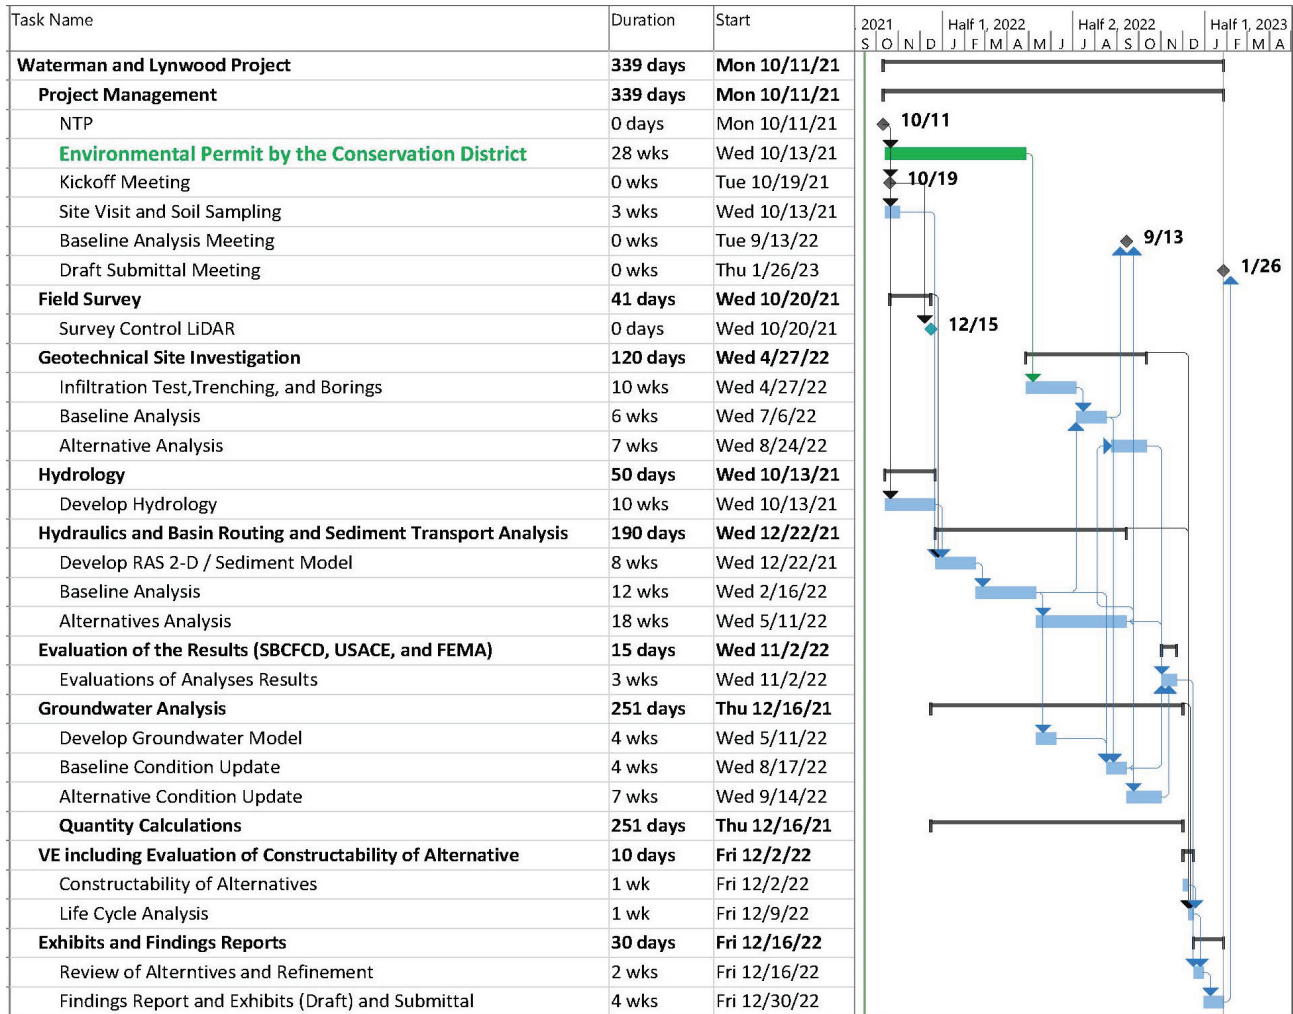 Task Name Duration Start 2021 Half 1, 2022 Half 2, 2022 Half 1, 2023
S O N D J F M A M J J A S O N D J F M A
Waterman and Lynwood Project 339 days Mon 10/11/21
Project Management 339 days Mon 10/11/21
NTP 0 days Mon 10/11/21 10/11
Environmental Permit by the Conservation District 28 wks Wed 10/13/21
Kickoff Meeting 0 wks Tue 10/19/21 10/19
Site Visit and Soil Sampling 3 wks Wed 10/13/21
Baseline Analysis Meeting 0 wks Tue 9/13/22 9/13
Draft Submittal Meeting 0 wks Thu 1/26/23 1/26
Field Survey 41 days Wed 10/20/21
Survey Control LiDAR 0 days Wed 10/20/21 12/15
Geotechnical Site Investigation 120 days Wed 4/27/22
Infiltration Test,Trenching, and Borings 10 wks Wed 4/27/22
Baseline Analysis 6 wks Wed 7/6/22
Alternative Analysis 7 wks Wed 8/24/22
Hydrology 50 days Wed 10/13/21
Develop Hydrology 10 wks Wed 10/13/21
Hydraulics and Basin Routing and Sediment Transport Analysis 190 days Wed 12/22/21
Develop RAS 2-D / Sediment Model 8 wks Wed 12/22/21
Baseline Analysis 12 wks Wed 2/16/22
Alternatives Analysis 18 wks Wed 5/11/22
Evaluation of the Results (SBCFCD, USACE, and FEMA) 15 days Wed 11/2/22
Evaluations of Analyses Results 3 wks Wed 11/2/22
Groundwater Analysis 251 days Thu 12/16/21
Develop Groundwater Model 4 wks Wed 5/11/22
Baseline Condition Update 4 wks Wed 8/17/22
Alternative Condition Update 7 wks Wed 9/14/22
Quantity Calculations 251 days Thu 12/16/21
VE including Evaluation of Constructability of Alternative 10 days Fri 12/2/22
Constructability of Alternatives 1 wk Fri 12/2/22
Life Cycle Analysis 1 wk Fri 12/9/22
Exhibits and Findings Reports 30 days Fri 12/16/22
Review of Alterntives and Refinement 2 wks Fri 12/16/22
Findings Report and Exhibits (Draft) and Submittal 4 wks Fri 12/30/22